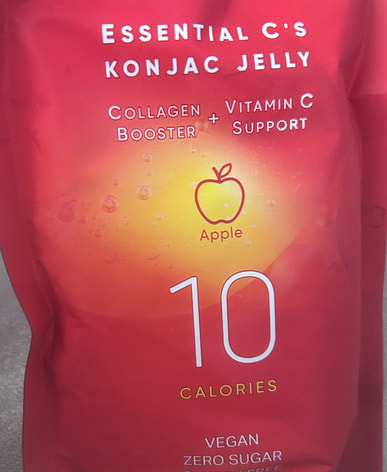 ESSENTIAL C'S
KONJAC JELLY
COLLAGEN BOOSTER + VITAMIN C SUPPORT
Apple
10
CALORIES
VEGAN
ZERO SUGAR